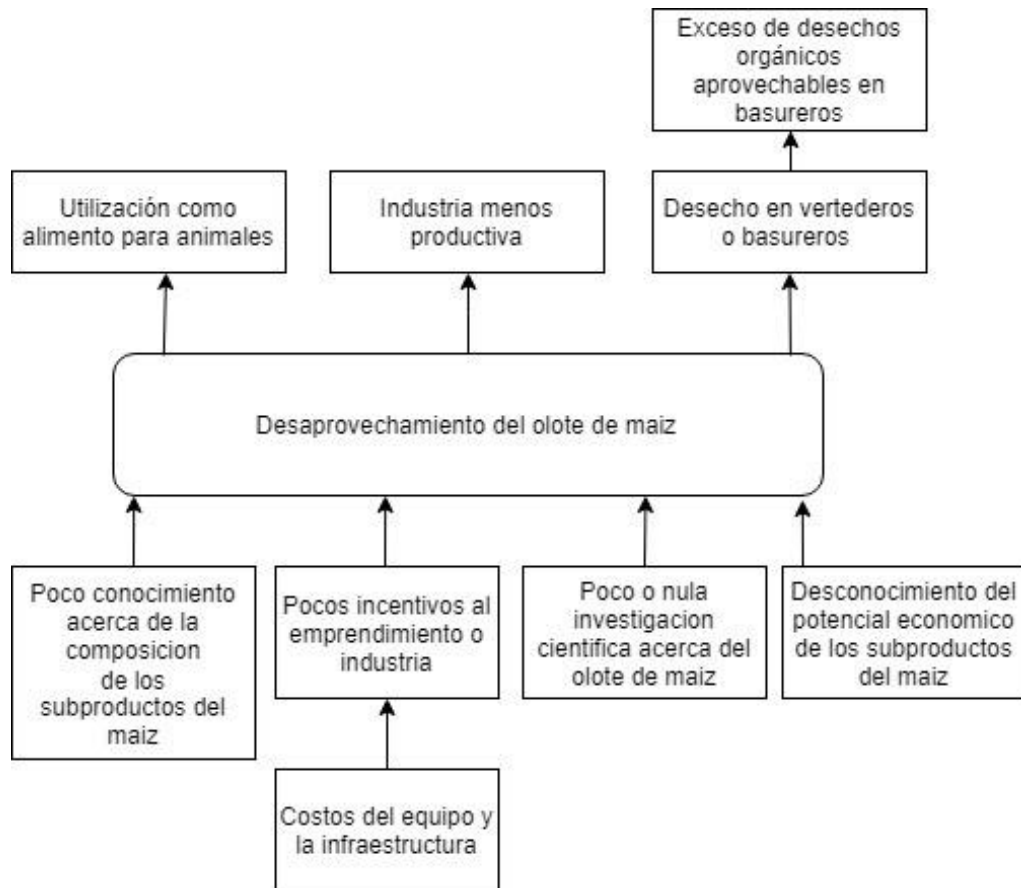 Exceso de desechos
orgánicos
aprovechables en
basureros
Utilización como
alimento para animales
Industria menos
productiva
Desecho en vertederos
o basureros
Desaprovechamiento del olote de maiz
Poco conocimiento
acerca de la
composicion
de los
subproductos del
maiz
Pocos incentivos al
emprendimiento o
industria
Poco o nula
investigacion
cientifica acerca del
olote de maiz
Desconocimiento del
potencial economico
de los subproductos
del maiz
Costos del equipo y
la infraestructura